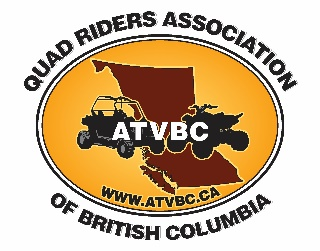 QUAD RIDERS ASSOCIATION
ATVBC
WWW.ATVBC.CA
OF BRITISH COLUMBIA